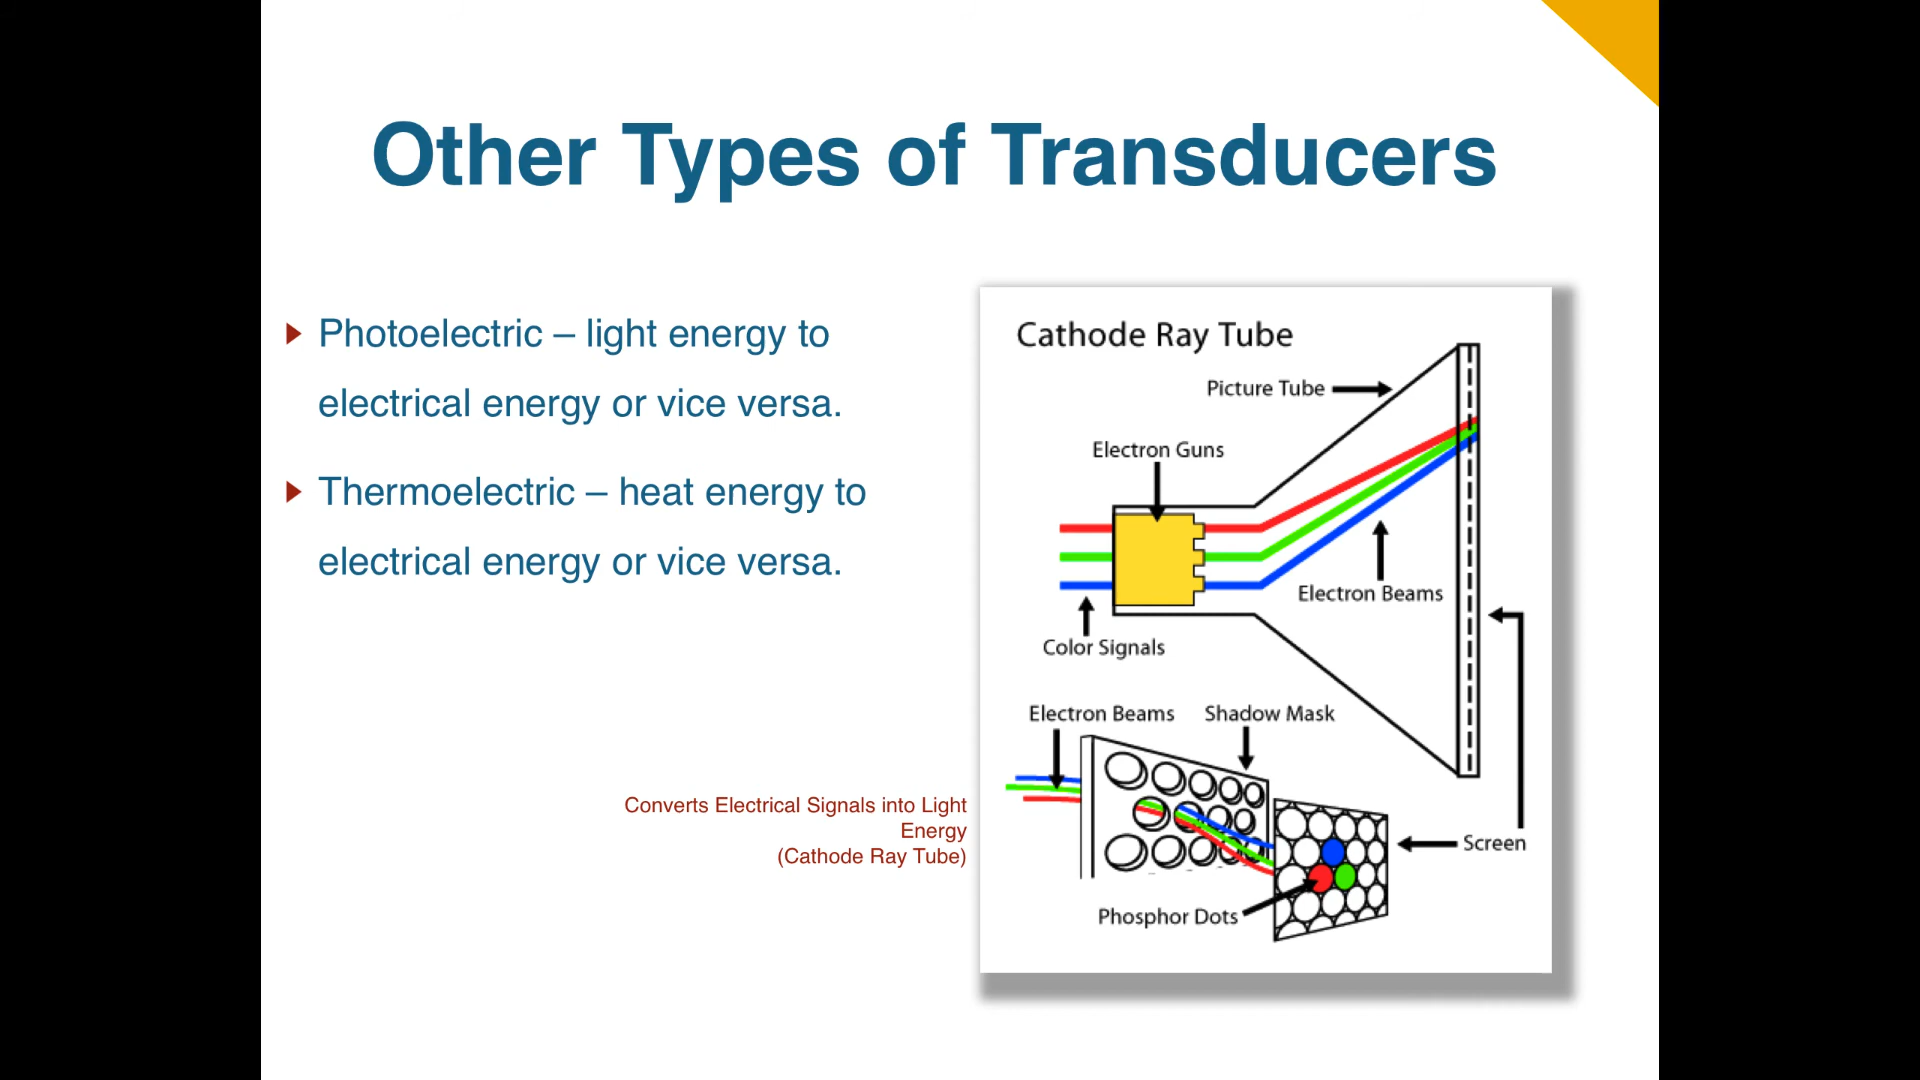 Other Types of Transducers
Photoelectric – light energy to
electrical energy or vice versa.
Thermoelectric – heat energy to
electrical energy or vice versa.
Converts Electrical Signals into Light
Energy
(Cathode Ray Tube)
Cathode Ray Tube
Picture Tube
Electron Guns
Electron Beams
Color Signals
Electron Beams
Shadow Mask
Screen
Phosphor Dots